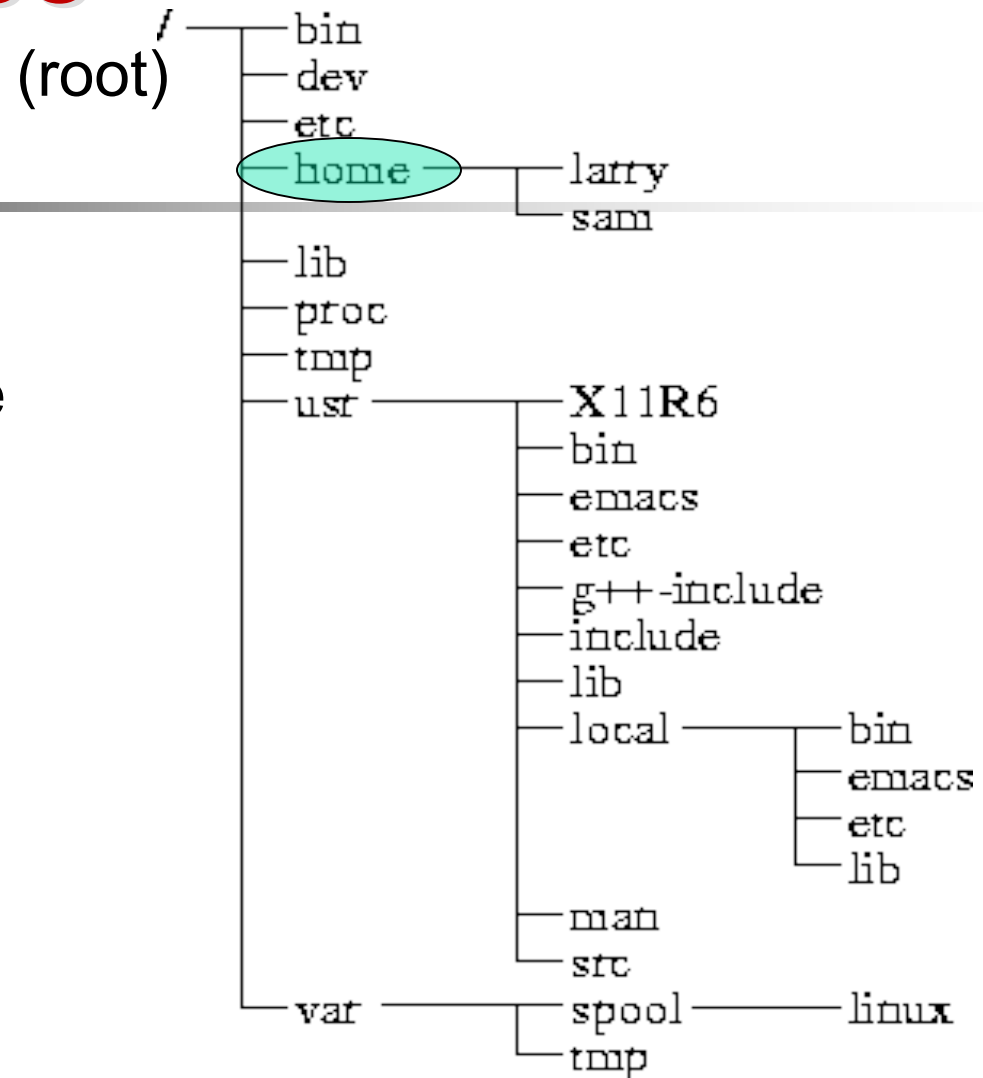 / bin
(root)
dev
etc
home larry
sam
lib
proc
tmp
e
usr X11R6
bin
emacs
etc
g++-include
include
lib
local bin
emacs
etc
lib
man
src
var spool linux
tmp